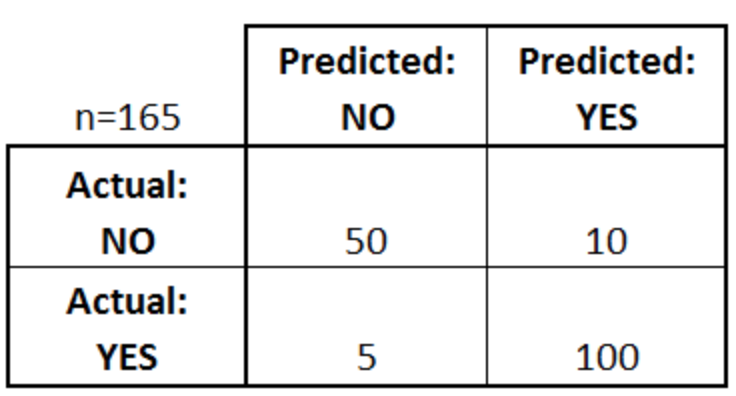 Predicted: Predicted:
n=165 NO YES
Actual:
NO 50 10
Actual:
YES 5 100